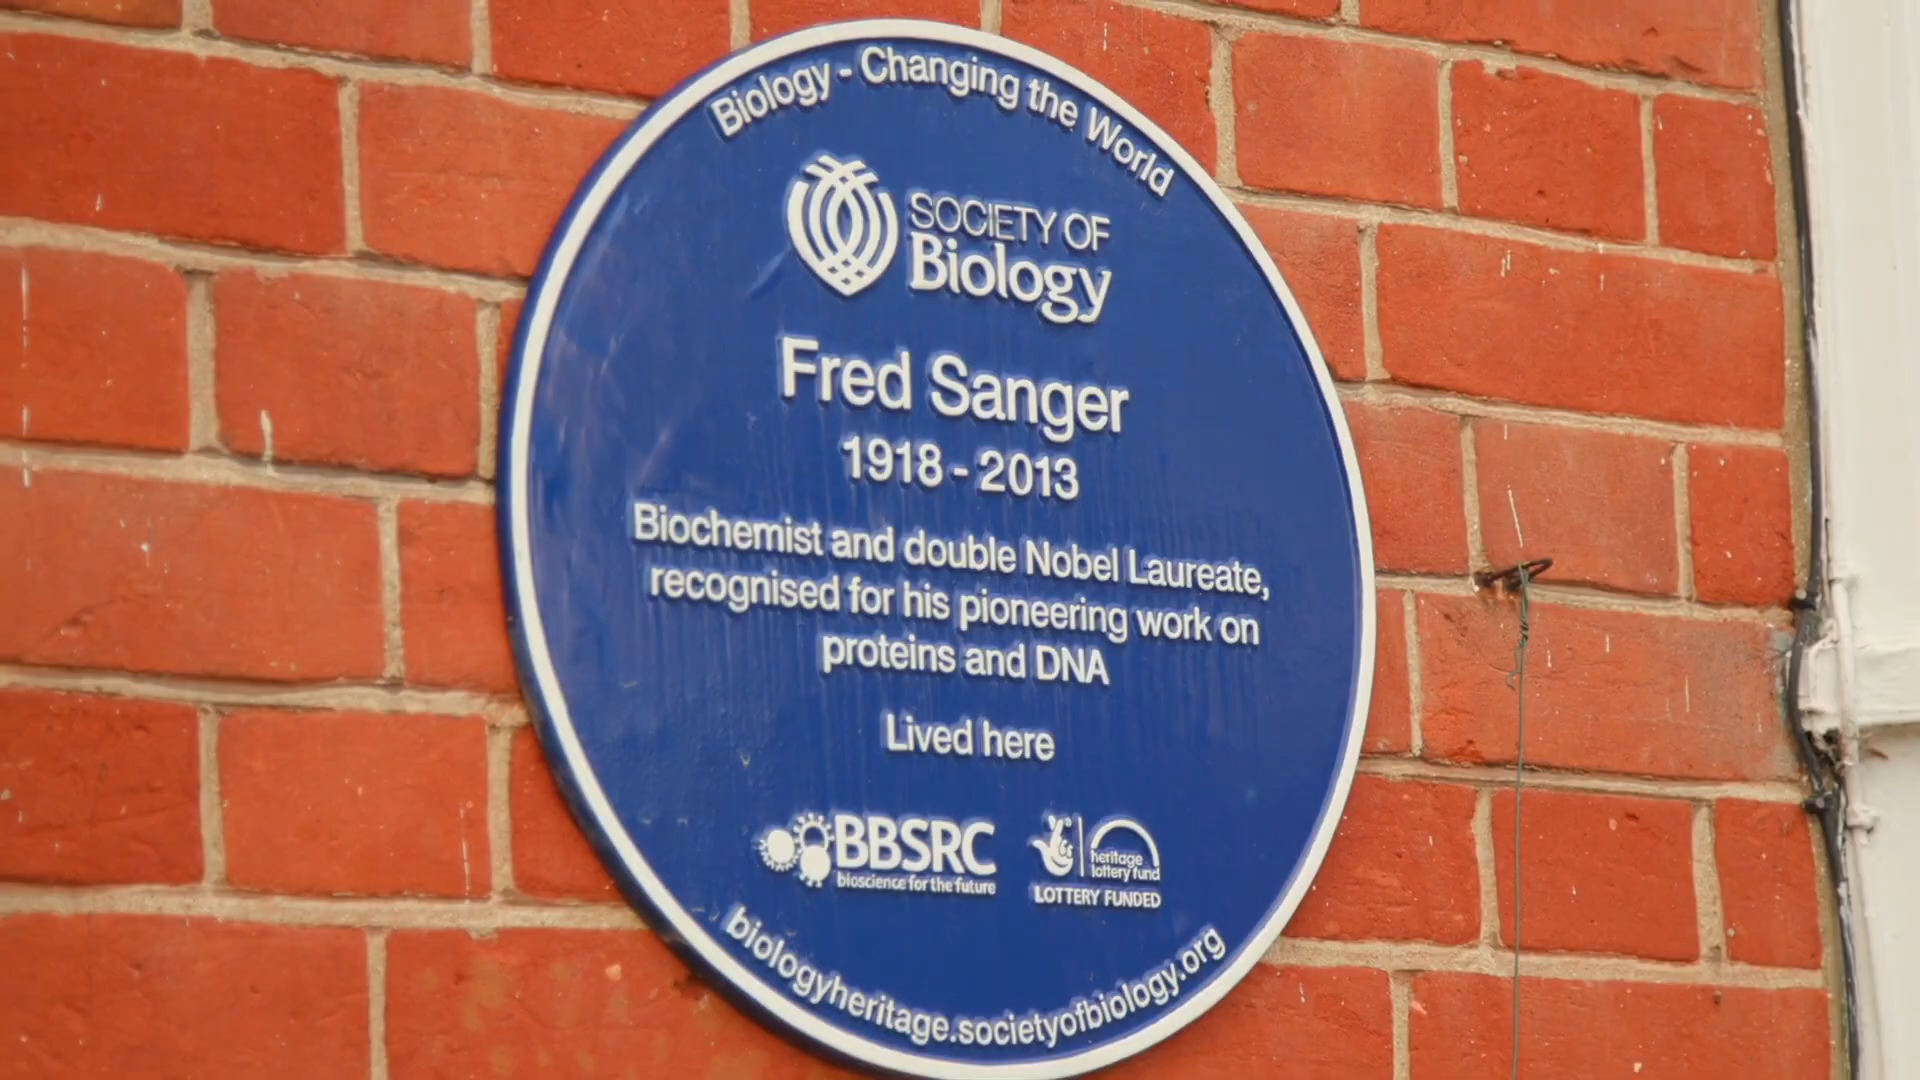 Biology - Changing the World
SOCIETY OF
Biology
Fred Sanger
1918 - 2013
Biochemist and double Nobel Laureate,
recognised for his pioneering work on
proteins and DNA
Lived here
BBSRC
bioscience for the future
heritage
lottery fund
LOTTERY FUNDED
biologyheritage.societyofbiology.org